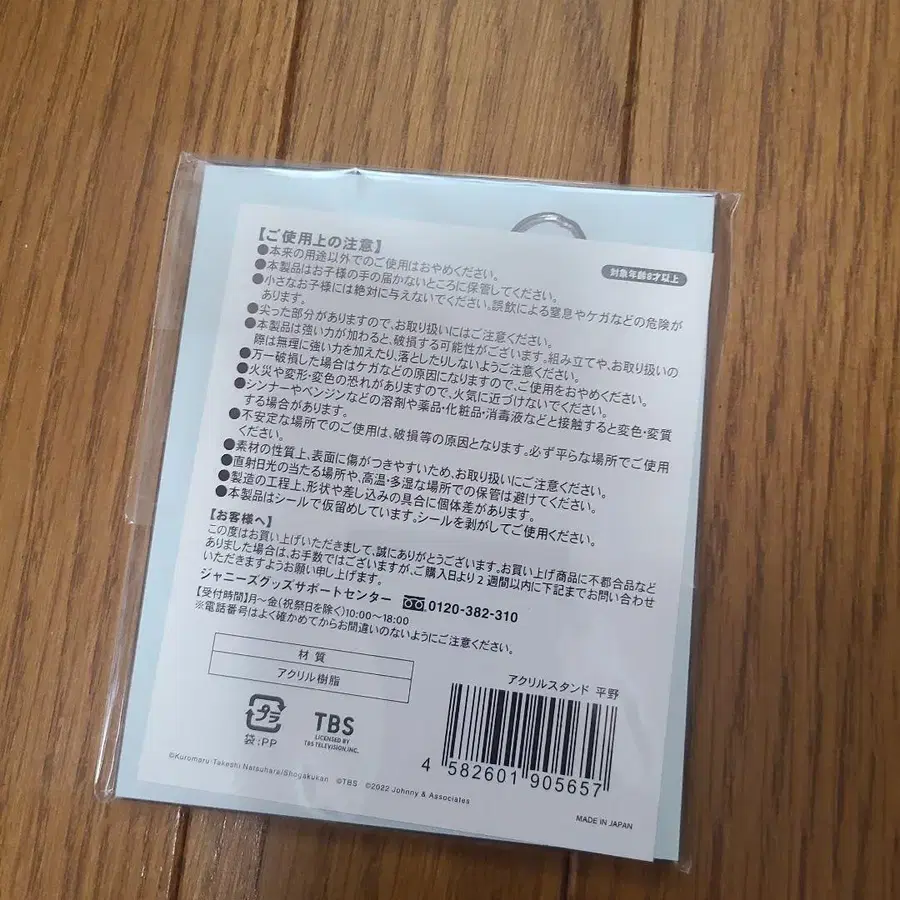 【ご使用上の注意】
対象年齢8才以上
●本来の用途以外でのご使用はおやめください。
●本製品はお子様の手の届かないところに保管してください。
●小さなお子様には絶対に与えないでください。誤飲による窒息やケガなどの危険が
あります。
●尖った部分がありますので、お取り扱いにはご注意ください。
●本製品は強い力が加わると、破損する可能性がございます。組み立てや、お取り扱いの
際は無理に強い力を加えたり、落としたりしないようご注意ください。
●万一破損した場合はケガなどの原因になりますので、ご使用をおやめください。
●火災や変形・変色の恐れがありますので、火気に近づけないでください。
●シンナーやベンジンなどの溶剤や薬品・化粧品・消毒液などと接触すると変色・変質
する場合があります。
●不安定な場所でのご使用は、破損等の原因となります。必ず平らな場所でご使用
ください。
●素材の性質上、表面に傷がつきやすいため、お取り扱いにご注意ください。
●直射日光の当たる場所や、高温・多湿な場所での保管は避けてください。
●製造の工程上、形状や差し込みの具合に個体差があります。
●本製品はシールで仮留めしています。シールを剥がしてご使用ください。
【お客様へ】
この度はお買い上げいただきまして、誠にありがとうございます。お買い上げ商品に不都合品など
ありました場合は、お手数ではございますが、ご購入日より2週間以内に下記までお問い合わせ
いただきますようお願い申し上げます。
ジャニーズグッズサポートセンター 0120-382-310
【受付時間】月～金(祝祭日を除く)10:00～18:00
※電話番号はよく確かめてからお間違いのないようにご注意ください。
材質
アクリル樹脂
アクリルスタンド 平野
プラ
袋:PP
TBS
LICENSED BY
TBS TELEVISION, INC.
4 582601 905657
©Kuromaru・Takeshi Natsuhara/Shogakukan ©TBS ©2022 Johnny & Associates
MADE IN JAPAN